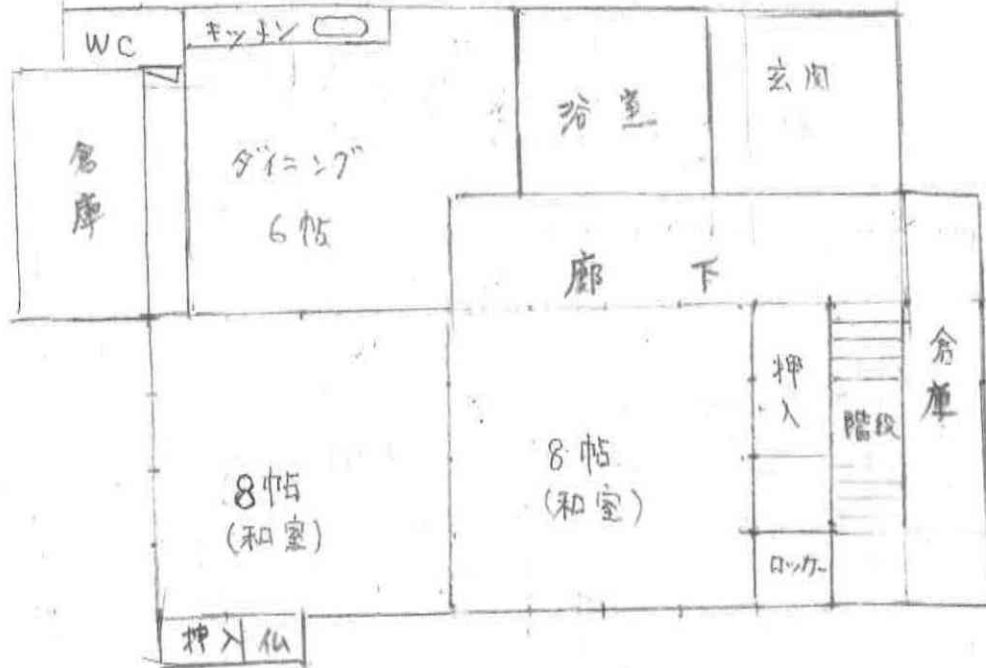 WC
キッチン
浴室
玄関
倉庫
ダイニング
6帖
廊下
倉庫
押入
階段
8帖
(和室)
8帖
(和室)
ロッカー
押入
仏